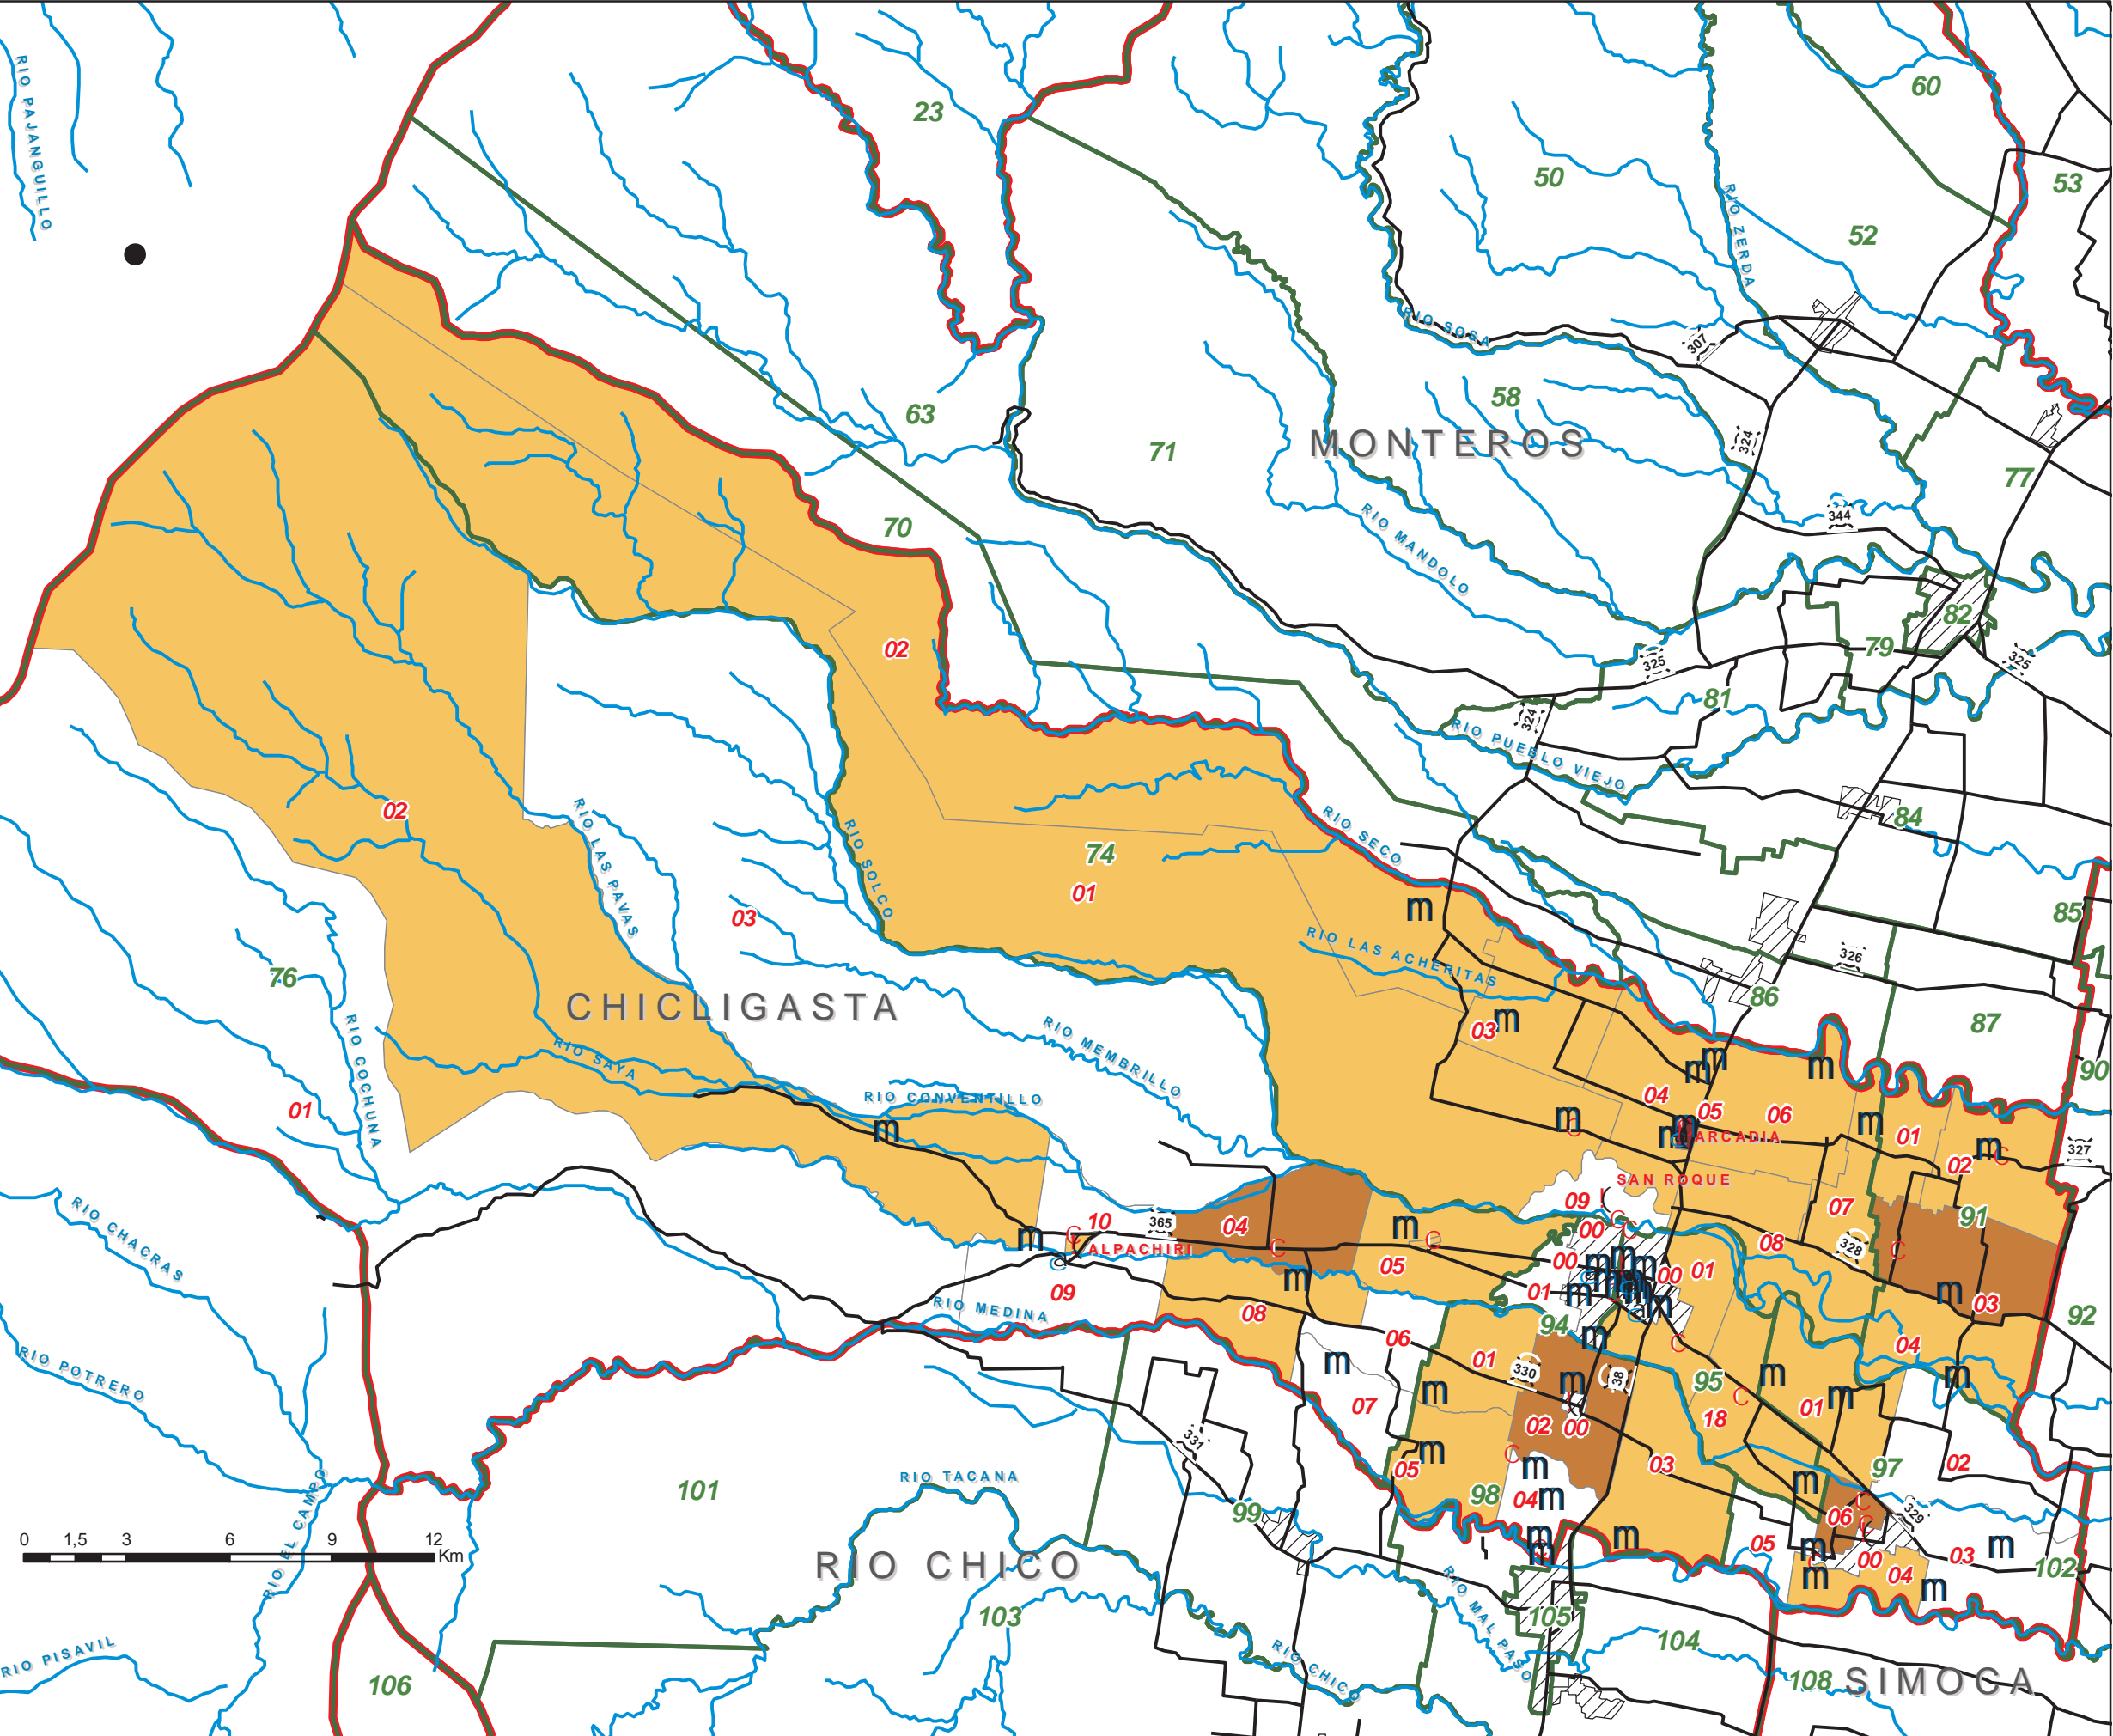 RIO PAJANGUILLO
23
60
50
53
RIO ZERDA
52
RIO SOSA
307
58
63
71
MONTEROS
324
77
70
344
RIO MANDOLO
82
79
02
325
325
81
324
RIO PUEBLO VIEJO
02
RIO LAS PAVAS
RIO SOLCO
74
01
RIO SECO
84
03
m
85
RIO LAS ACHERITAS
326
76
CHICLIGASTA
86
03
m
87
RIO COCHUNA
RIO SAYA
RIO MEMBRILLO
m
m
m
90
01
RIO CONVENTILLO
04
05
06
m
m
m
m
ARCADIA
01
m
C
02
327
SAN ROQUE
RIO CHACRAS
m
10
ALPACHIRI
365
04
C
m
C
09
00
07
91
08
328
C
05
00
00
01
09
RIO MEDINA
08
m
01
m
03
92
94
06
m
04
RIO POTRERO
m
01
330
m
38
95
m
m
m
07
m
02
00
18
C
01
331
05
m
C
03
02
97
RIO TACANA
101
99
98
m
04
m
m
06
329
RIO EL CAMPO
0
1,5
3
6
9
12
Km
RIO CHICO
m
m
05
m
00
03
m
102
04
m
m
103
RIO MAL PASO
105
104
RIO PISAVIL
106
RIO CHICO
108
SIMOCA